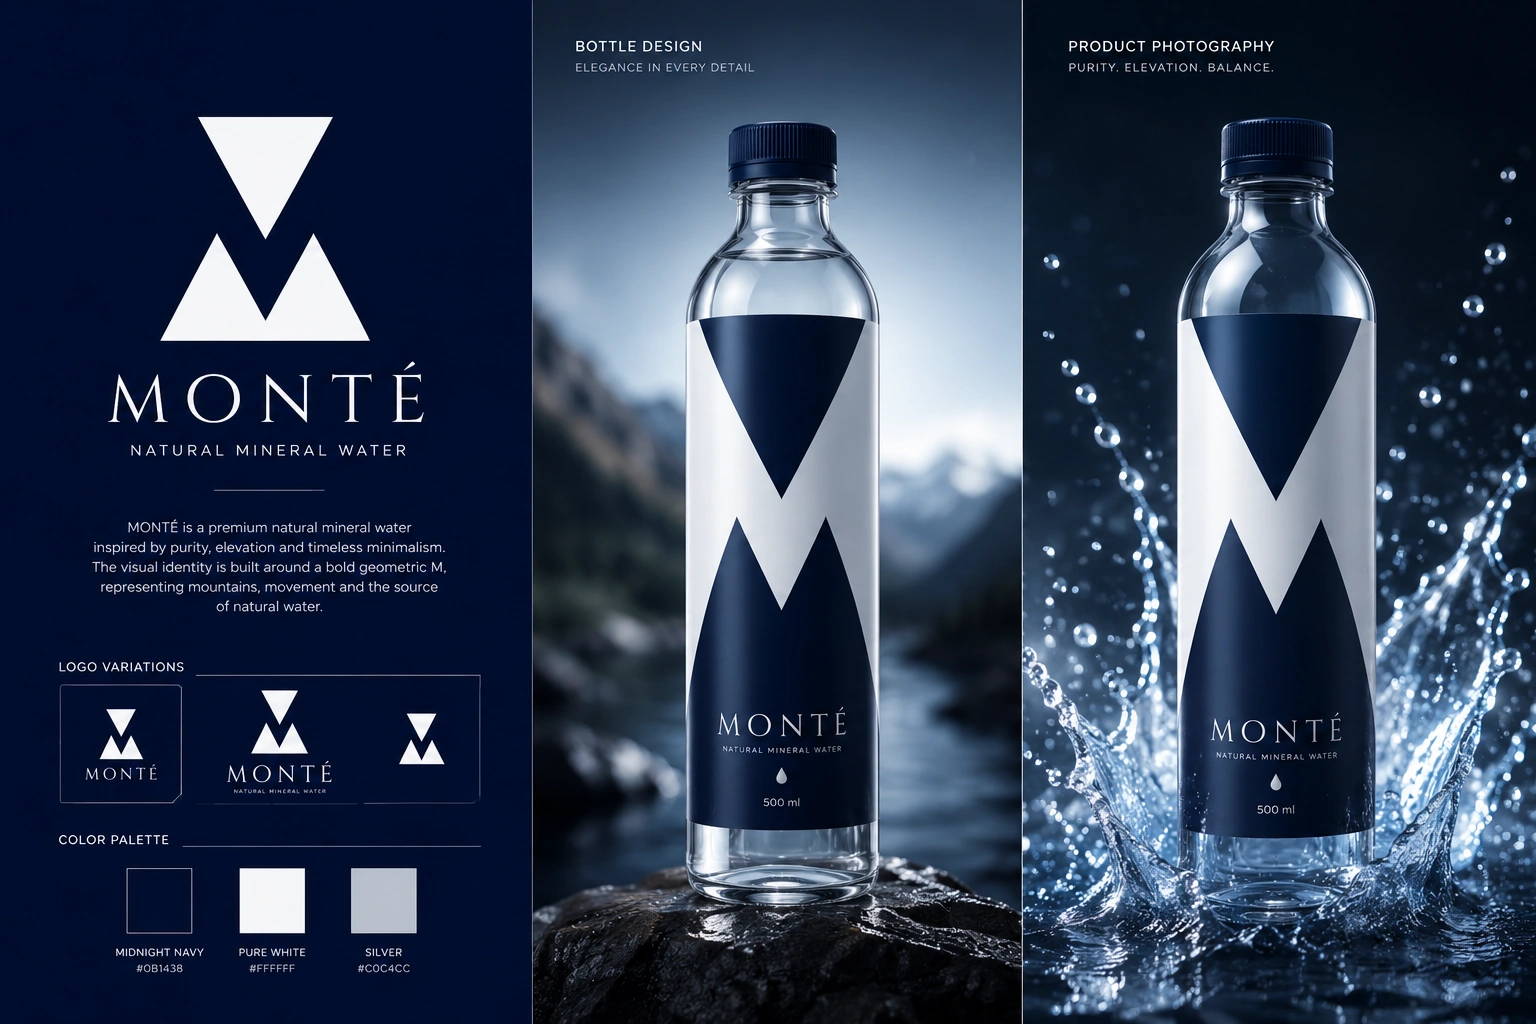 MONTÉ
NATURAL MINERAL WATER
MONTÉ is a premium natural mineral water
inspired by purity, elevation and timeless minimalism.
The visual identity is built around a bold geometric M,
representing mountains, movement and the source
of natural water.
LOGO VARIATIONS
MONTÉ
MONTÉ
NATURAL MINERAL WATER
COLOR PALETTE
MIDNIGHT NAVY
#0B1438
PURE WHITE
#FFFFFF
SILVER
#C0C4CC
BOTTLE DESIGN
ELEGANCE IN EVERY DETAIL
MONTÉ
NATURAL MINERAL WATER
500 ml
PRODUCT PHOTOGRAPHY
PURITY. ELEVATION. BALANCE.
MONTÉ
NATURAL MINERAL WATER
500 ml